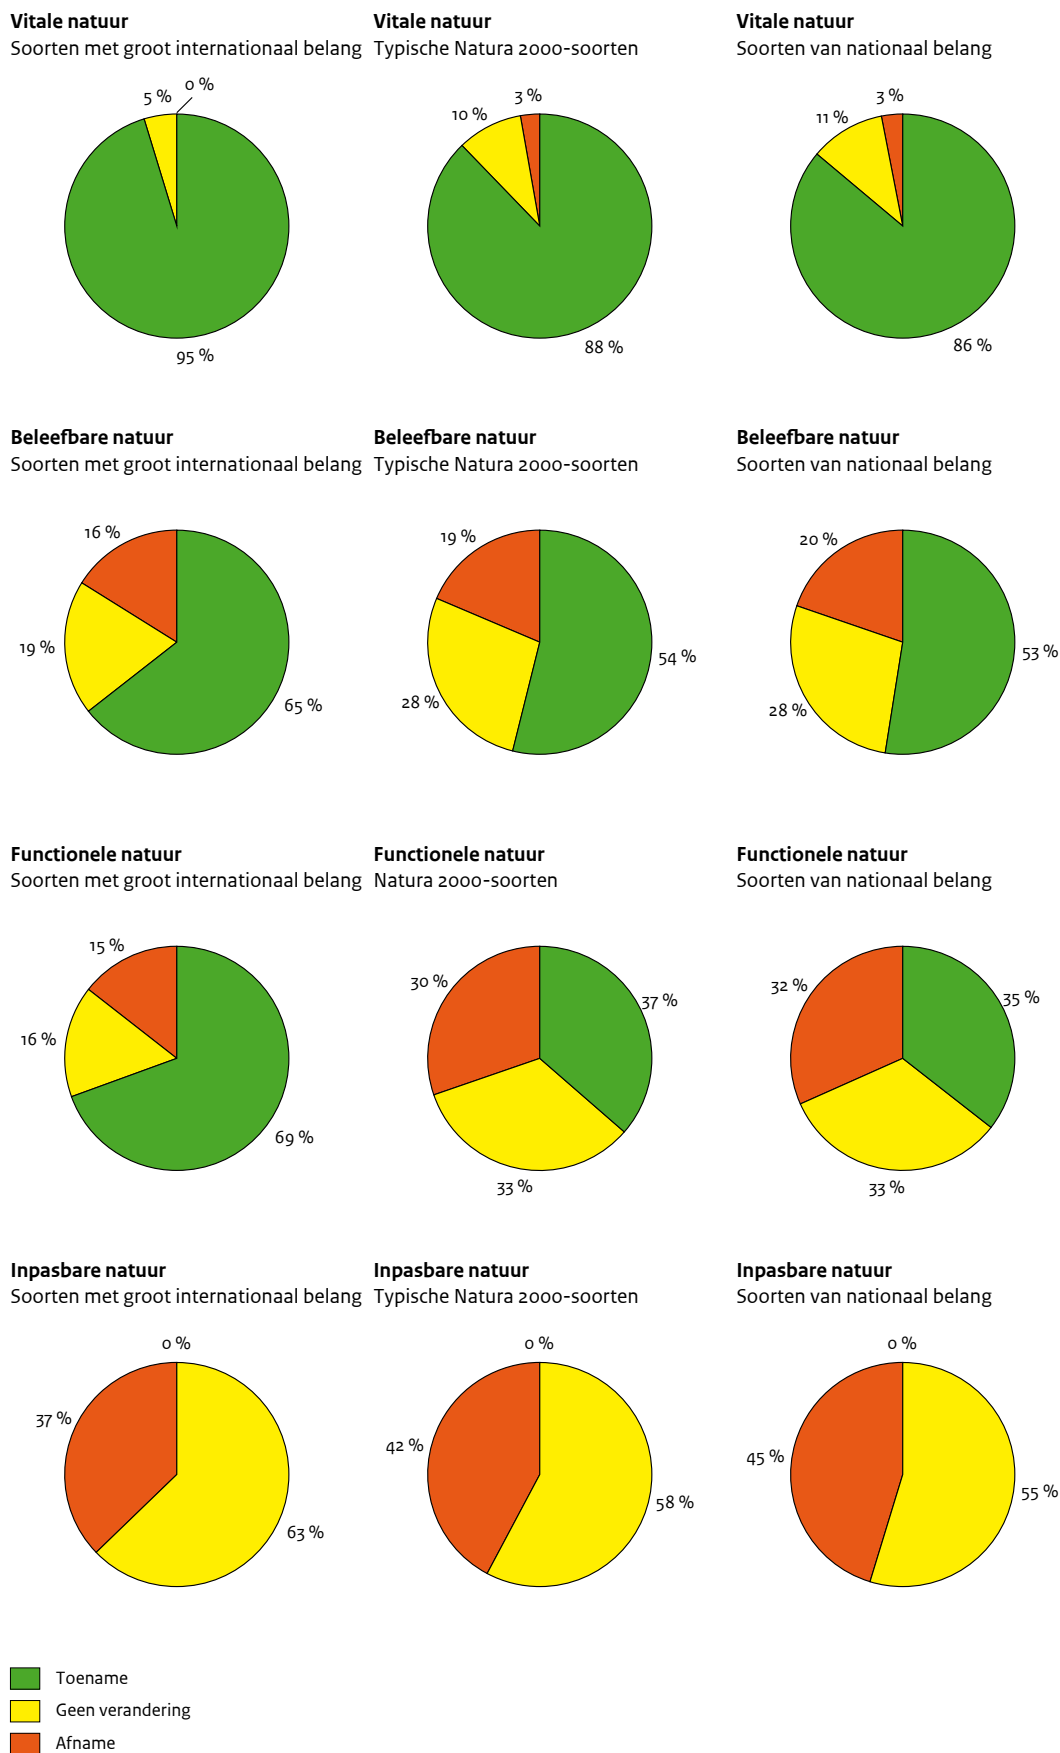 Vitale natuur
Soorten met groot internationaal belang
0 %
5 %
95 %
Vitale natuur
Typische Natura 2000-soorten
3 %
10 %
88 %
Vitale natuur
Soorten van nationaal belang
3 %
11 %
86 %
Beleefbare natuur
Soorten met groot internationaal belang
16 %
19 %
65 %
Beleefbare natuur
Typische Natura 2000-soorten
19 %
28 %
54 %
Beleefbare natuur
Soorten van nationaal belang
20 %
28 %
53 %
Functionele natuur
Soorten met groot internationaal belang
15 %
16 %
69 %
Functionele natuur
Natura 2000-soorten
30 %
37 %
33 %
Functionele natuur
Soorten van nationaal belang
32 %
35 %
33 %
Inpasbare natuur
Soorten met groot internationaal belang
0 %
37 %
63 %
Inpasbare natuur
Typische Natura 2000-soorten
0 %
42 %
58 %
Inpasbare natuur
Soorten van nationaal belang
0 %
45 %
55 %
Toename
Geen verandering
Afname